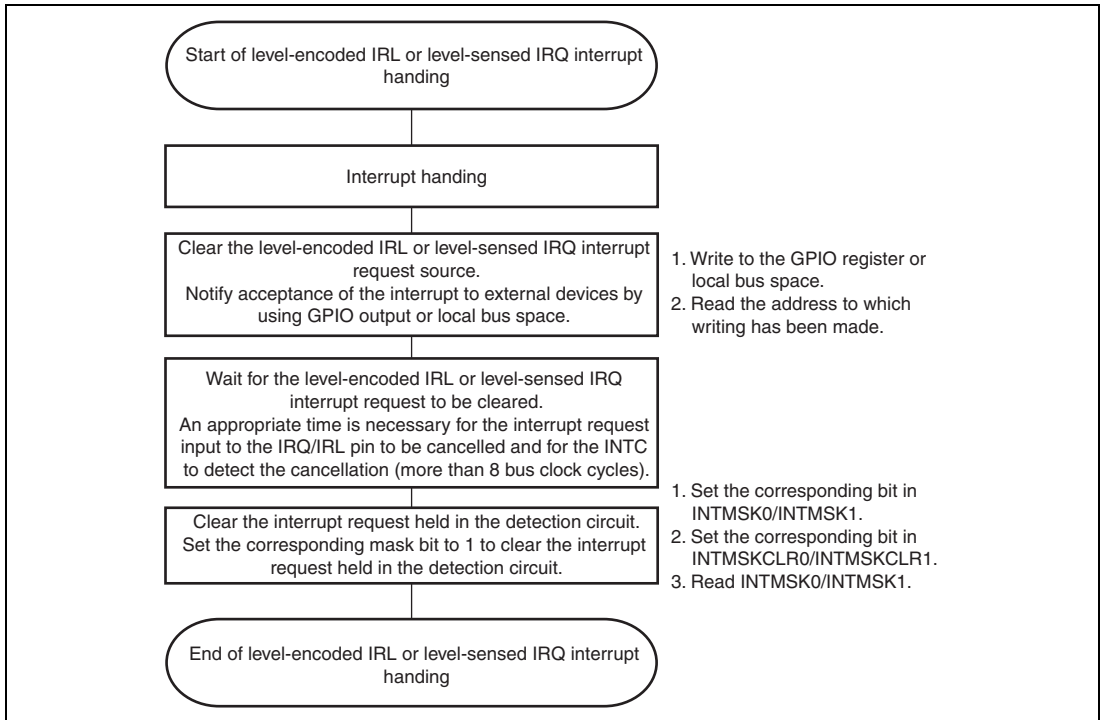 Start of level-encoded IRL or level-sensed IRQ interrupt
handing
Interrupt handing
Clear the level-encoded IRL or level-sensed IRQ interrupt
request source.
Notify acceptance of the interrupt to external devices by
using GPIO output or local bus space.
1. Write to the GPIO register or
local bus space.
2. Read the address to which
writing has been made.
Wait for the level-encoded IRL or level-sensed IRQ
interrupt request to be cleared.
An appropriate time is necessary for the interrupt request
input to the IRQ/IRL pin to be cancelled and for the INTC
to detect the cancellation (more than 8 bus clock cycles).
Clear the interrupt request held in the detection circuit.
Set the corresponding mask bit to 1 to clear the interrupt
request held in the detection circuit.
1. Set the corresponding bit in
INTMSK0/INTMSK1.
2. Set the corresponding bit in
INTMSKCLR0/INTMSKCLR1.
3. Read INTMSK0/INTMSK1.
End of level-encoded IRL or level-sensed IRQ interrupt
handing